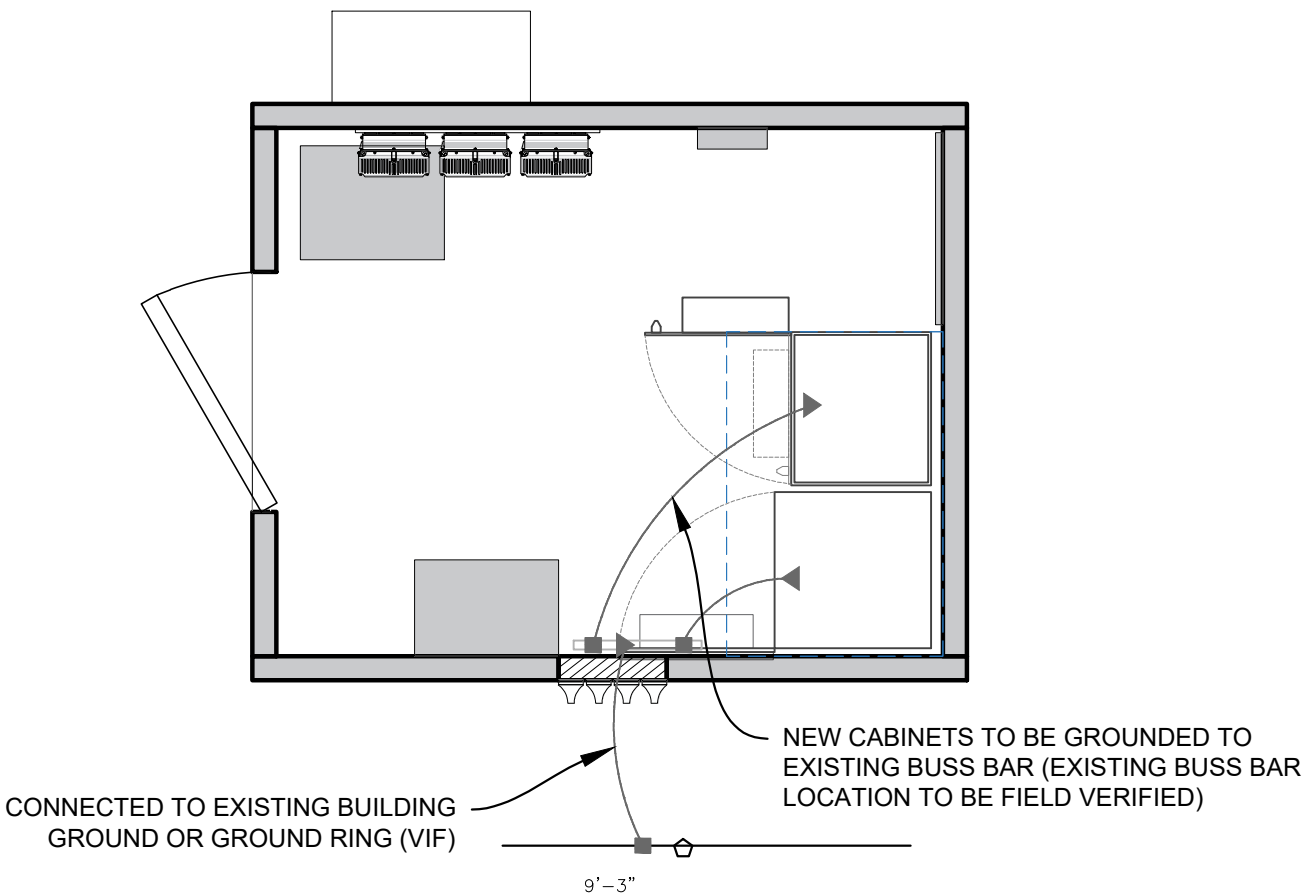 NEW CABINETS TO BE GROUNDED TO
EXISTING BUSS BAR (EXISTING BUSS BAR
LOCATION TO BE FIELD VERIFIED)
CONNECTED TO EXISTING BUILDING
GROUND OR GROUND RING (VIF)
9'–3"